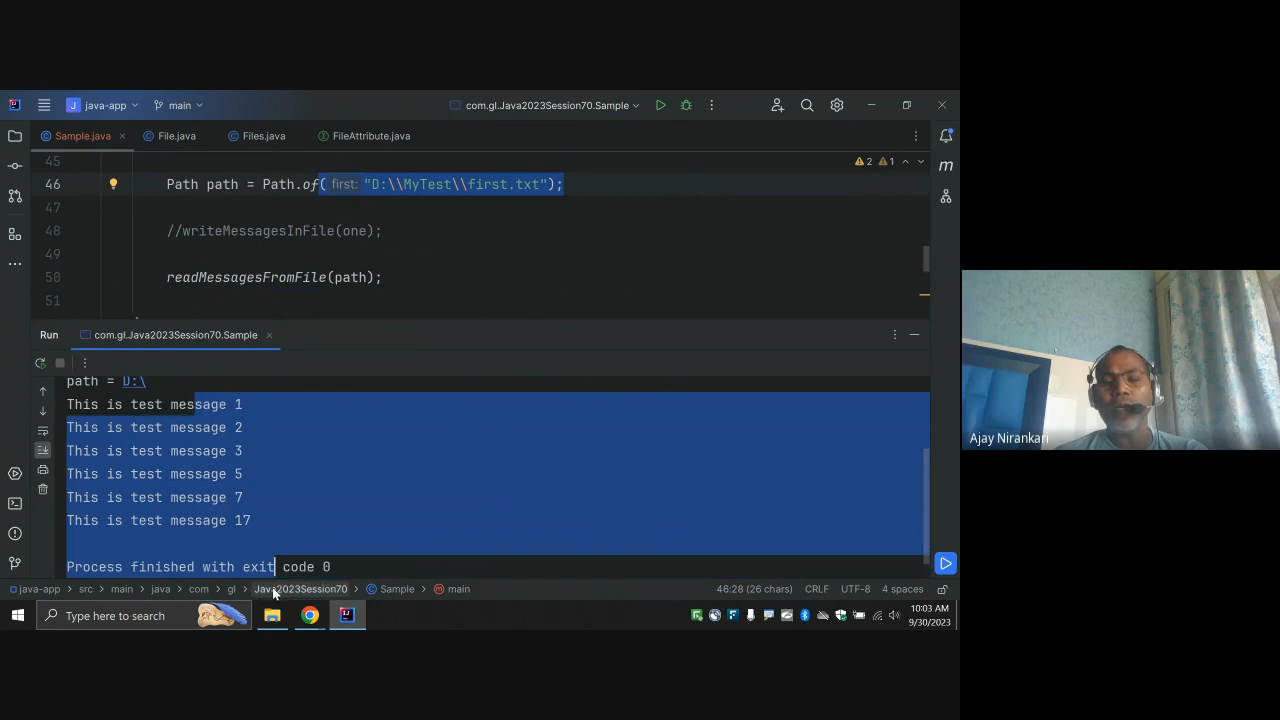 J java-app main com.gl.Java2023Session70.Sample
Sample.java File.java Files.java FileAttribute.java
45
46 Path path = Path.of( first: "D:\\MyTest\\first.txt"); 2 1
47
48 //writeMessagesInFile(one);
49
50 readMessagesFromFile(path);
51
m
Run com.gl.Java2023Session70.Sample
path = D:\
This is test message 1
This is test message 2
This is test message 3
This is test message 5
This is test message 7
This is test message 17
Process finished with exit code 0
java-app > src > main > java > com > gl > Java2023Session70 > Sample > main 46:28 (26 chars) CRLF UTF-8 4 spaces
Type here to search 10:03 AM
9/30/2023
Ajay Nirankari